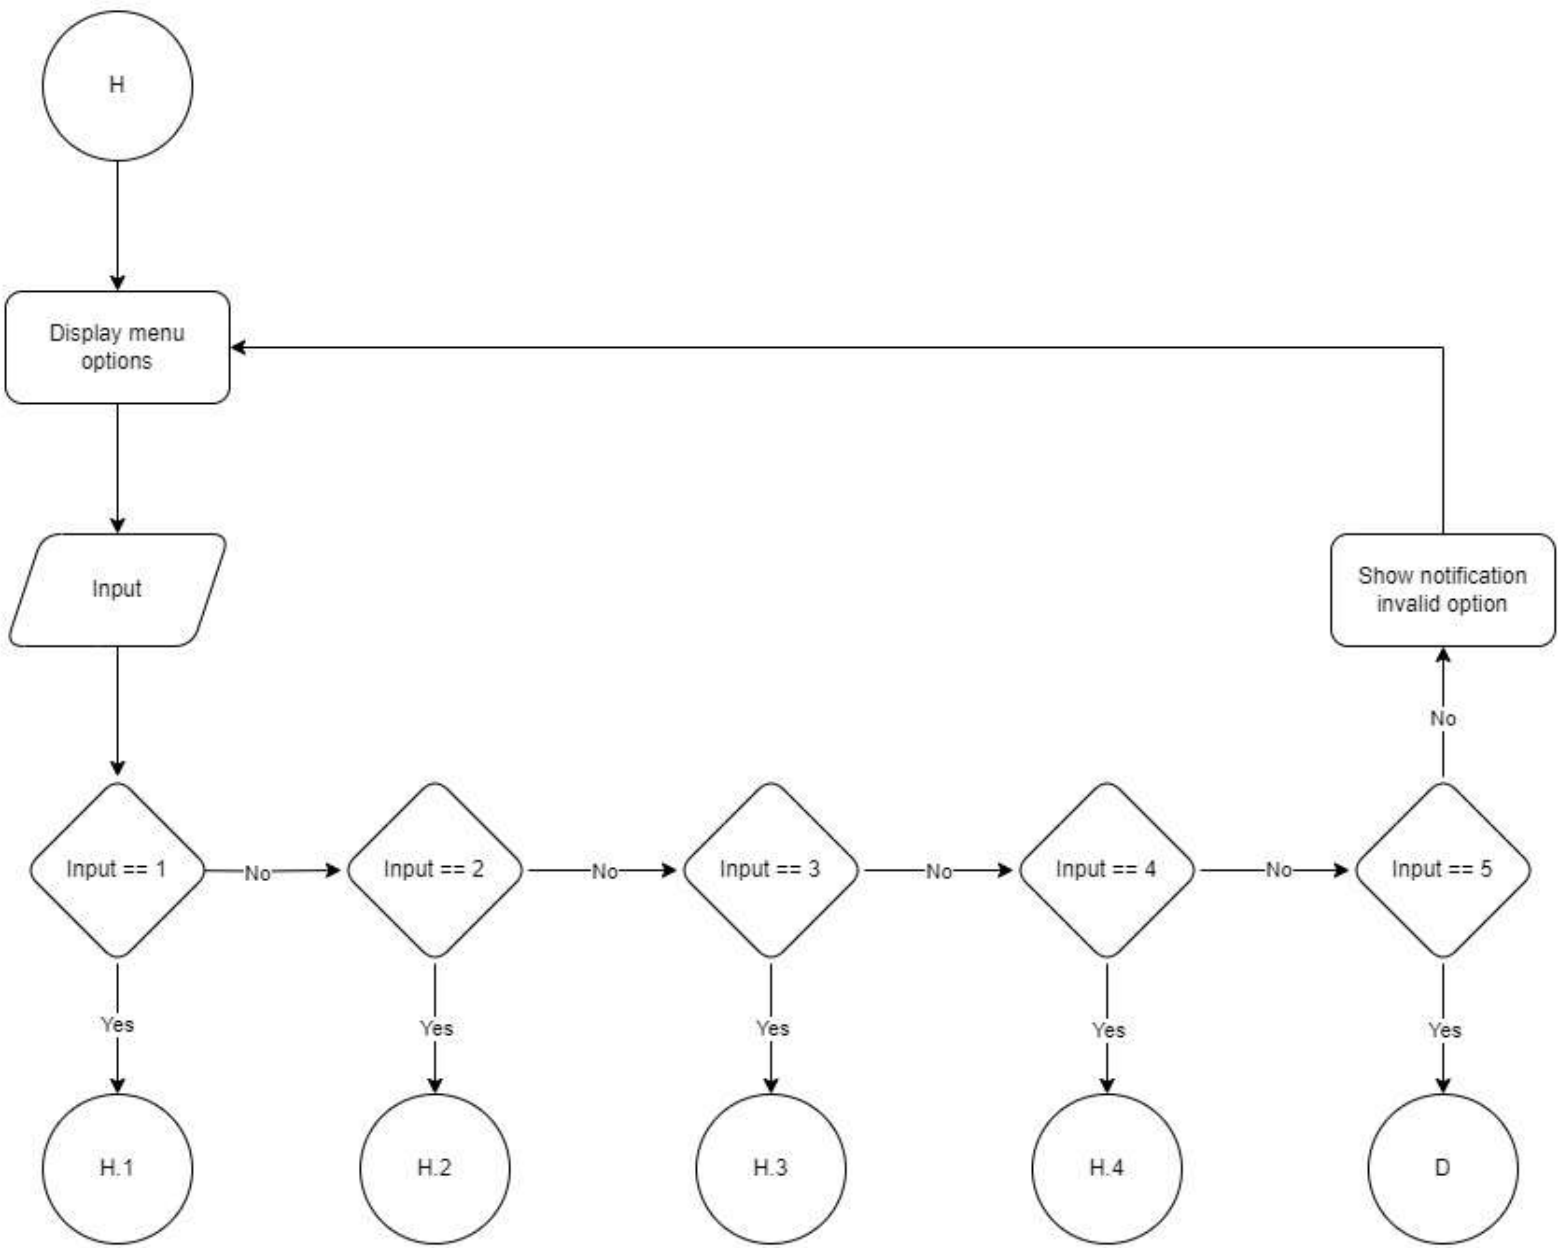 H
Display menu
options
Input
Show notification
invalid option
No
Input == 1
No
Input == 2
No
Input == 3
No
Input == 4
No
Input == 5
Yes
Yes
Yes
Yes
Yes
H.1
H.2
H.3
H.4
D